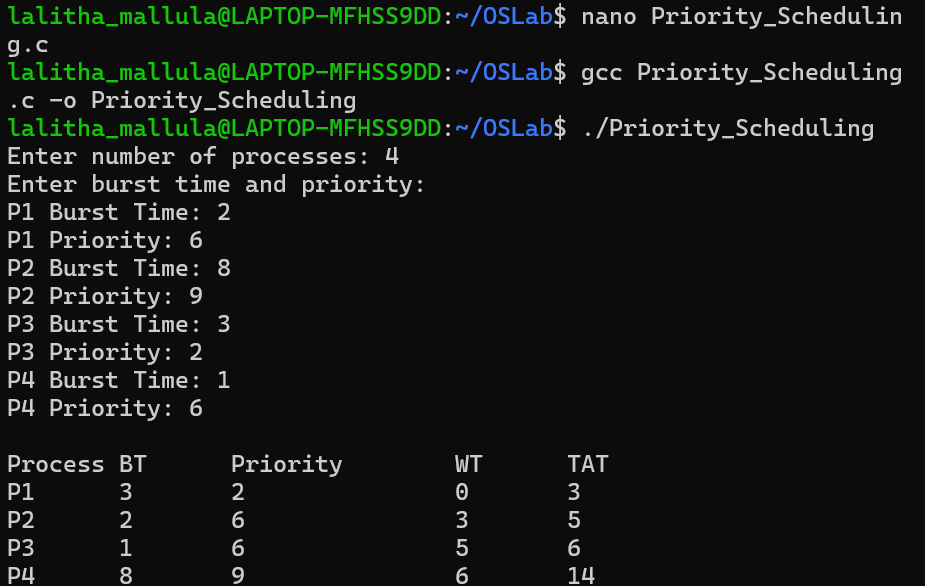 lalitha_mallula@LAPTOP-MFHSS9DD:~/OSLab$ nano Priority_Schedulin
g.c
lalitha_mallula@LAPTOP-MFHSS9DD:~/OSLab$ gcc Priority_Scheduling
.c -o Priority_Scheduling
lalitha_mallula@LAPTOP-MFHSS9DD:~/OSLab$ ./Priority_Scheduling
Enter number of processes: 4
Enter burst time and priority:
P1 Burst Time: 2
P1 Priority: 6
P2 Burst Time: 8
P2 Priority: 9
P3 Burst Time: 3
P3 Priority: 2
P4 Burst Time: 1
P4 Priority: 6

Process BT      Priority        WT      TAT
P1      3       2               0       3
P2      2       6               3       5
P3      1       6               5       6
P4      8       9               6       14